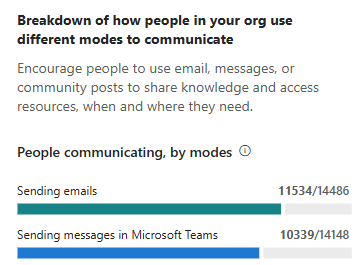 Breakdown of how people in your org use
different modes to communicate
Encourage people to use email, messages, or
community posts to share knowledge and access
resources, when and where they need.
People communicating, by modes
Sending emails 11534/14486
Sending messages in Microsoft Teams 10339/14148